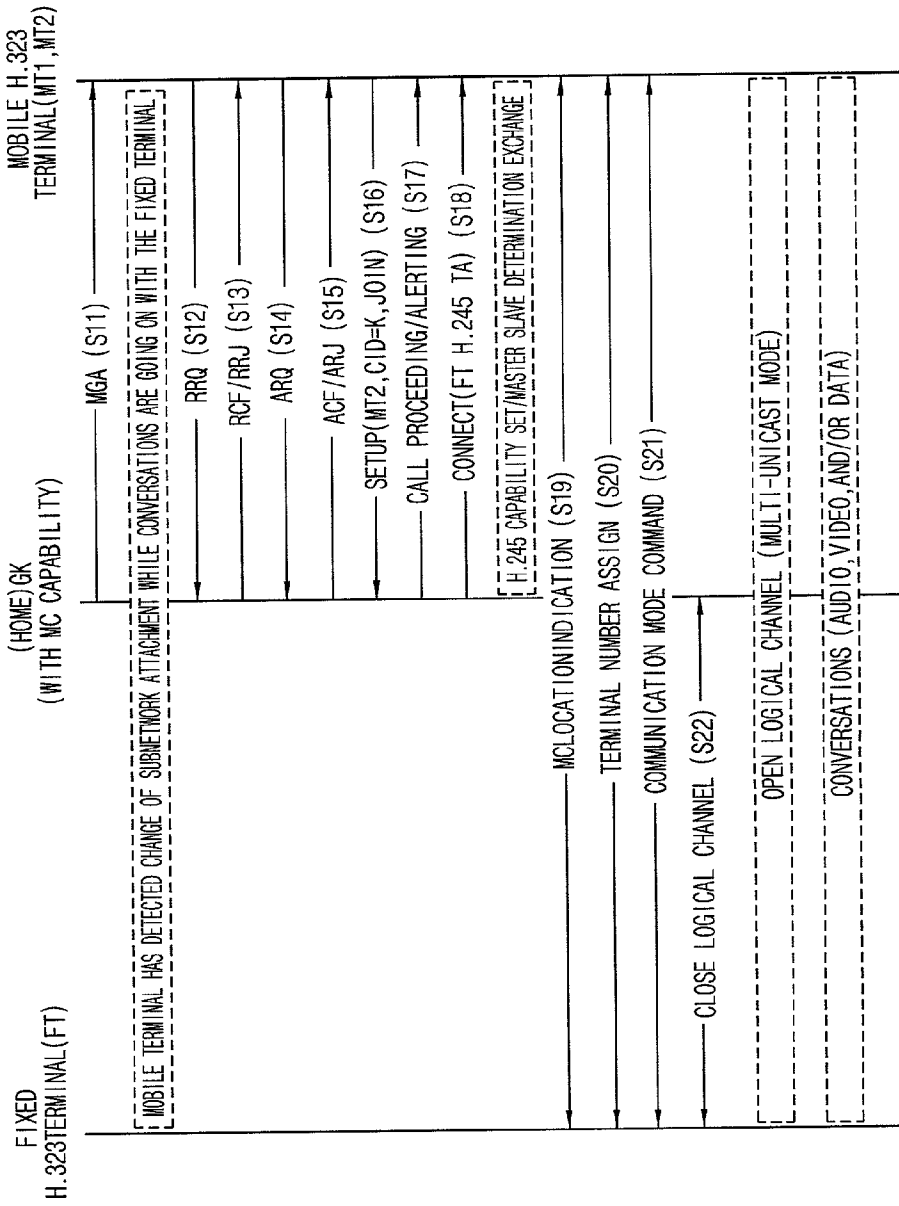 FIXED
H.323TERMINAL(FT)
(HOME)GK
(WITH MC CAPABILITY)
MOBILE H.323
TERMINAL(MT1,MT2)
MGA (S11)
MOBILE TERMINAL HAS DETECTED CHANGE OF SUBNETWORK ATTACHMENT WHILE CONVERSATIONS ARE GOING ON WITH THE FIXED TERMINAL
RRQ (S12)
RCF/RRJ (S13)
ARQ (S14)
ACF/ARJ (S15)
SETUP(MT2,CID=K,JOIN) (S16)
CALL PROCEEDING/ALERTING (S17)
CONNECT(FT H.245 TA) (S18)
H.245 CAPABILITY SET/MASTER SLAVE DETERMINATION EXCHANGE
MCLOCATIONINDICATION (S19)
TERMINAL NUMBER ASSIGN (S20)
COMMUNICATION MODE COMMAND (S21)
CLOSE LOGICAL CHANNEL (S22)
OPEN LOGICAL CHANNEL (MULTI-UNICAST MODE)
CONVERSATIONS (AUDIO,VIDEO,AND/OR DATA)